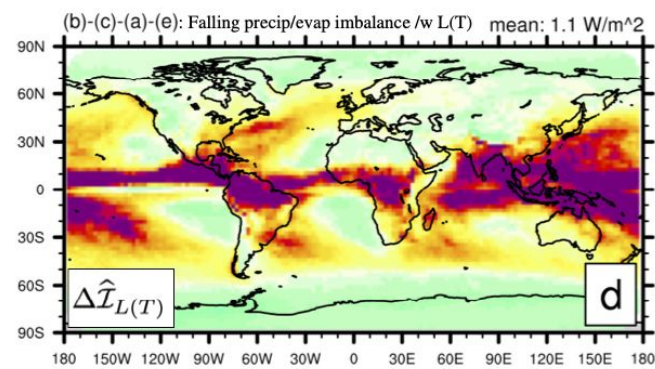 (b)-(c)-(a)-(e): Falling precip/evap imbalance /w L(T) mean: 1.1 W/m^2
90N
60N
30N
0
30S
60S
90S
Δ𝓘̂_{L(T)}
d
180 150W 120W 90W 60W 30W 0 30E 60E 90E 120E 150E 180